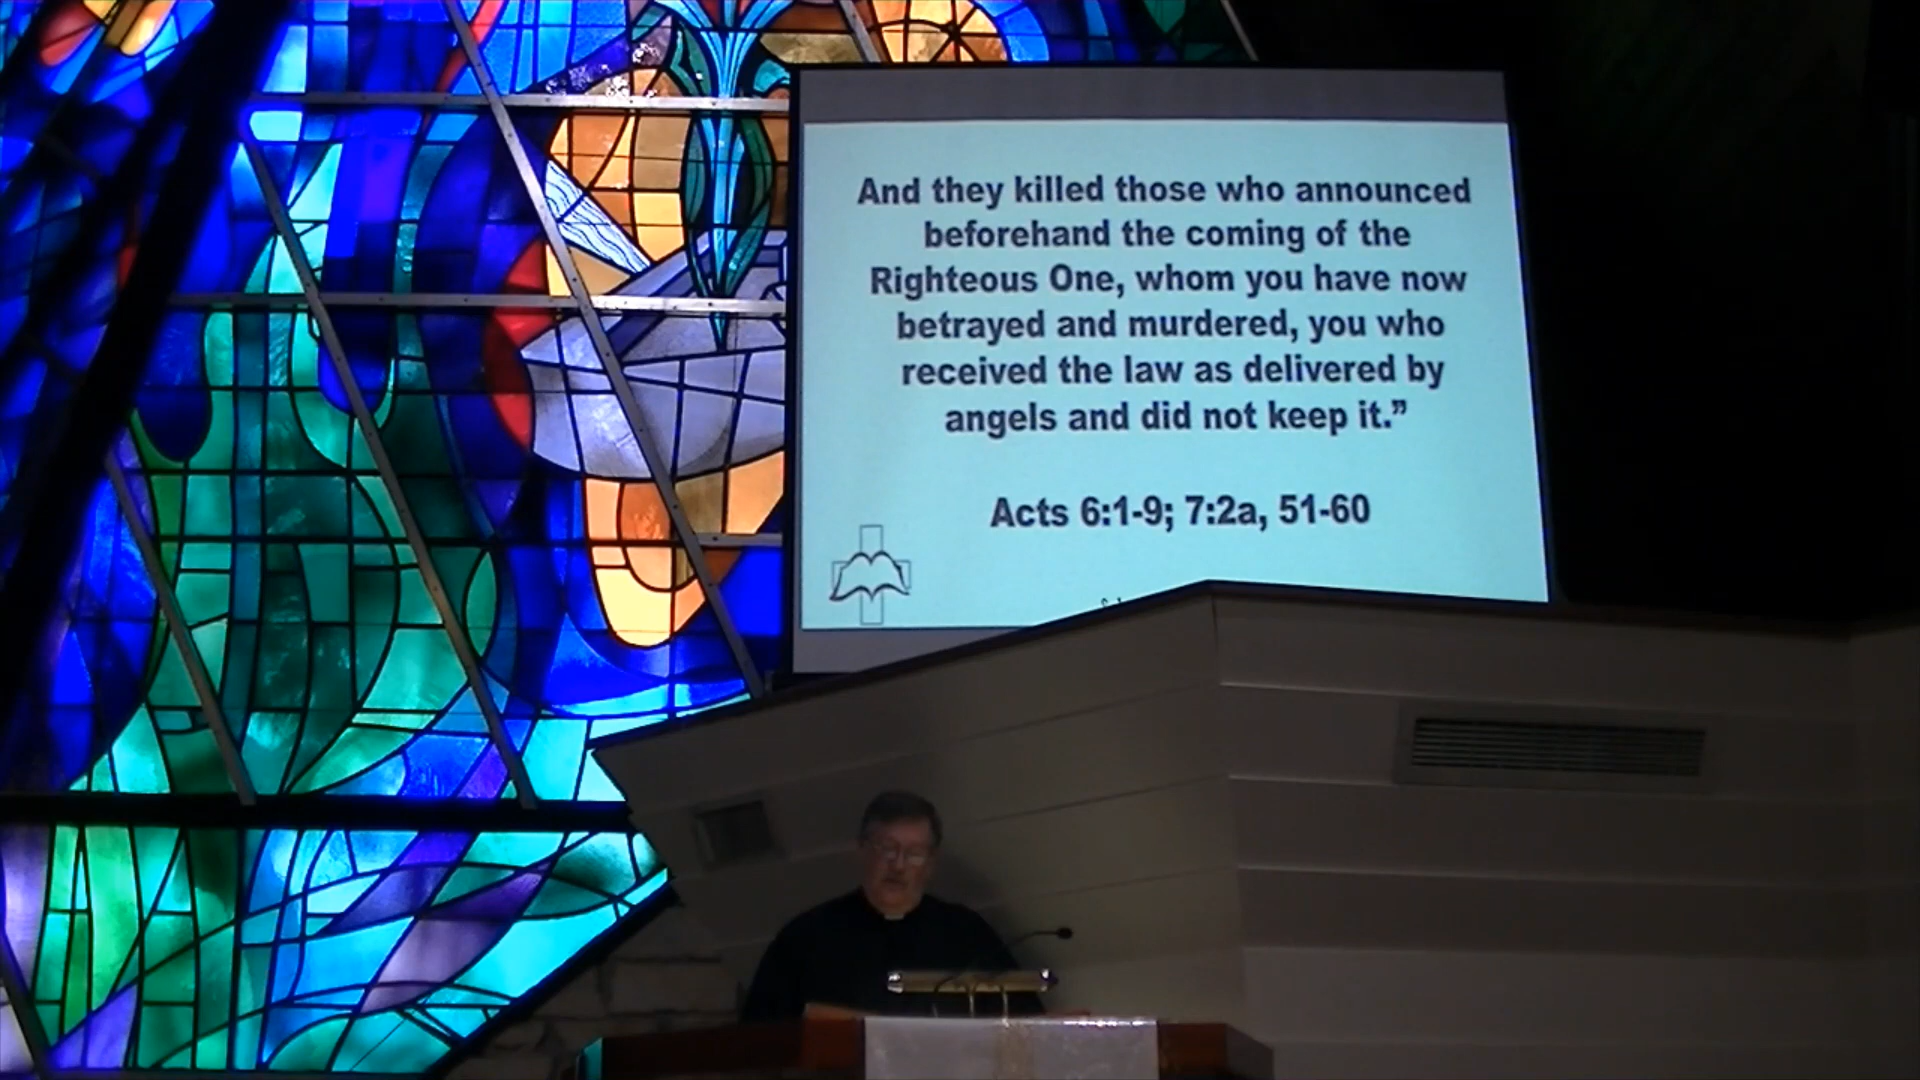 And they killed those who announced
beforehand the coming of the
Righteous One, whom you have now
betrayed and murdered, you who
received the law as delivered by
angels and did not keep it.”
Acts 6:1-9; 7:2a, 51-60